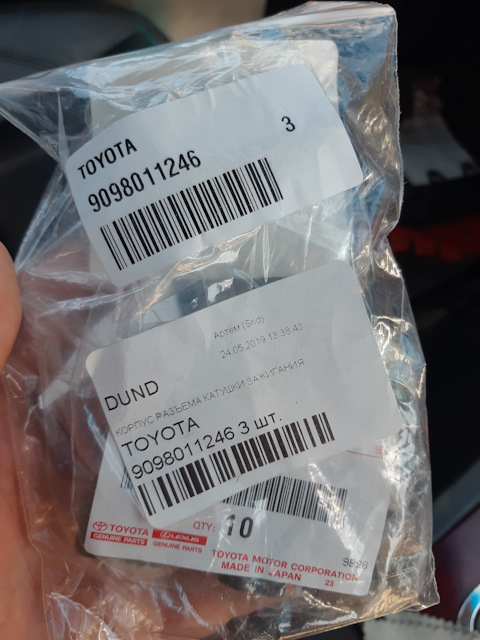 TOYOTA
3
9098011246
Артем (Snd)
24.05.2019 13:38:43
DUND
КОРПУС РАЗЪЕМА КАТУШКИ ЗАЖИГАНИЯ
TOYOTA
9098011246 3 шт.
TOYOTA
GENUINE PARTS
LEXUS
GENUINE PARTS
QTY: 10
TOYOTA MOTOR CORPORATION
MADE IN JAPAN
23